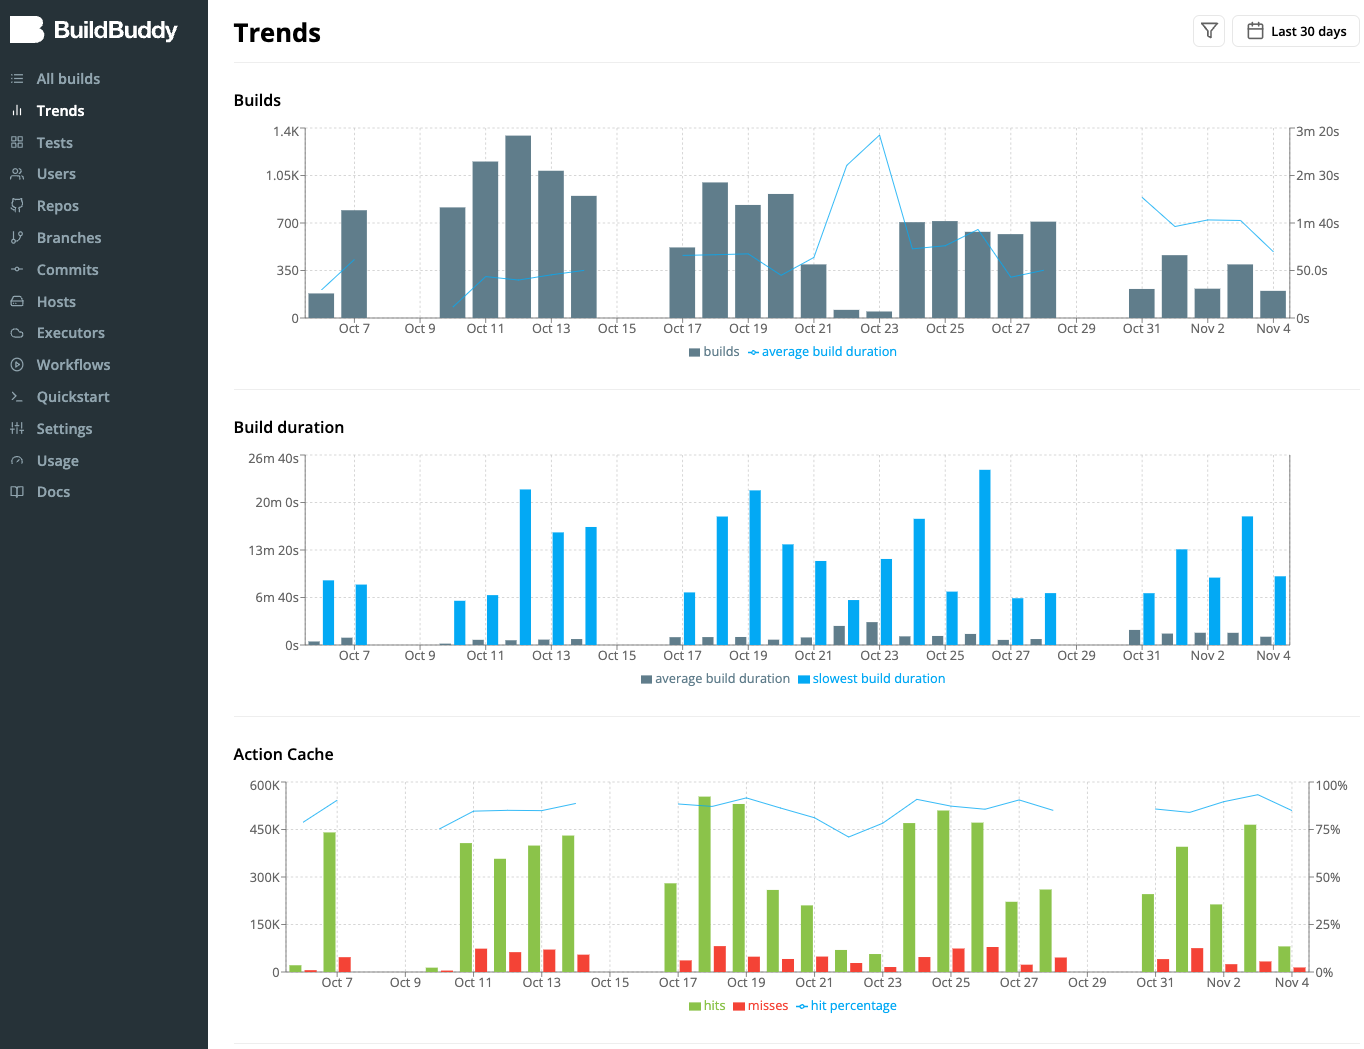 BuildBuddy
All builds
Trends
Tests
Users
Repos
Branches
Commits
Hosts
Executors
Workflows
Quickstart
Settings
Usage
Docs
Trends
Last 30 days
Builds
1.4K
1.05K
700
350
0
3m 20s
2m 30s
1m 40s
50.0s
0s
Oct 7 Oct 9 Oct 11 Oct 13 Oct 15 Oct 17 Oct 19 Oct 21 Oct 23 Oct 25 Oct 27 Oct 29 Oct 31 Nov 2 Nov 4
builds average build duration
Build duration
26m 40s
20m 0s
13m 20s
6m 40s
0s
Oct 7 Oct 9 Oct 11 Oct 13 Oct 15 Oct 17 Oct 19 Oct 21 Oct 23 Oct 25 Oct 27 Oct 29 Oct 31 Nov 2 Nov 4
average build duration slowest build duration
Action Cache
600K
450K
300K
150K
0
100%
75%
50%
25%
0%
Oct 7 Oct 9 Oct 11 Oct 13 Oct 15 Oct 17 Oct 19 Oct 21 Oct 23 Oct 25 Oct 27 Oct 29 Oct 31 Nov 2 Nov 4
hits misses hit percentage